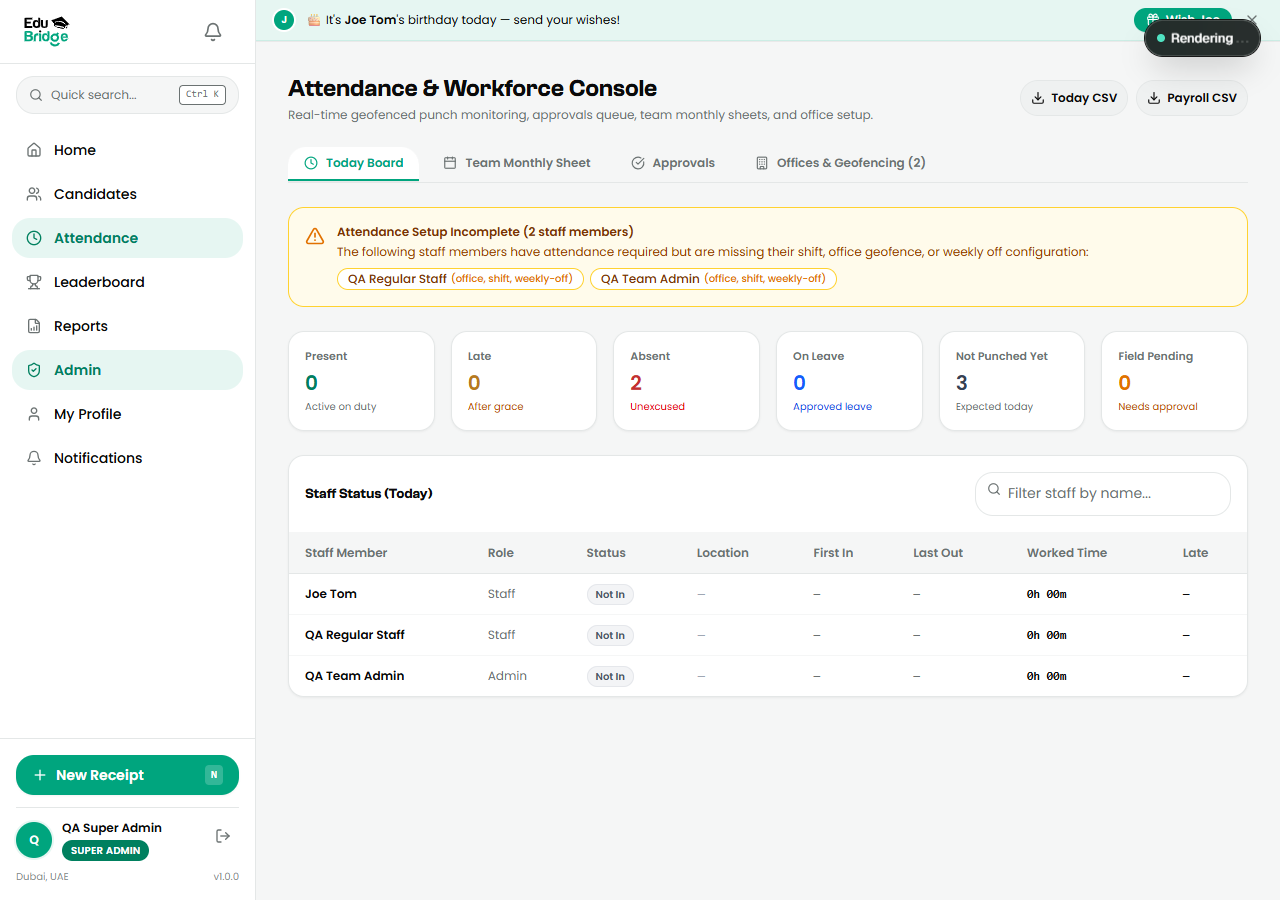 Edu
Bridge
Quick search...
Ctrl K
Home
Candidates
Attendance
Leaderboard
Reports
Admin
My Profile
Notifications
New Receipt
N
Q
QA Super Admin
SUPER ADMIN
Dubai, UAE
v1.0.0
J
It's Joe Tom's birthday today — send your wishes!
Rendering...
Attendance & Workforce Console
Real-time geofenced punch monitoring, approvals queue, team monthly sheets, and office setup.
Today CSV
Payroll CSV
Today Board
Team Monthly Sheet
Approvals
Offices & Geofencing (2)
Attendance Setup Incomplete (2 staff members)
The following staff members have attendance required but are missing their shift, office geofence, or weekly off configuration:
QA Regular Staff (office, shift, weekly-off)
QA Team Admin (office, shift, weekly-off)
Present
0
Active on duty
Late
0
After grace
Absent
2
Unexcused
On Leave
0
Approved leave
Not Punched Yet
3
Expected today
Field Pending
0
Needs approval
Staff Status (Today)
Filter staff by name...
Staff Member Role Status Location First In Last Out Worked Time Late
Joe Tom Staff Not In — — — 0h 00m —
QA Regular Staff Staff Not In — — — 0h 00m —
QA Team Admin Admin Not In — — — 0h 00m —